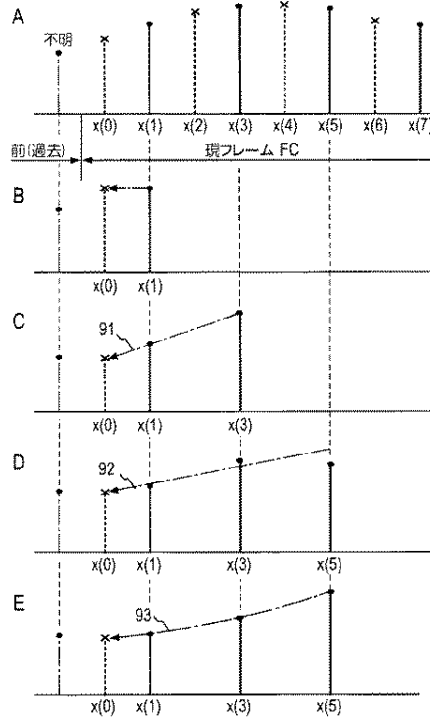 A
不明
x(0) x(1) x(2) x(3) x(4) x(5) x(6) x(7)
前(過去) 現フレーム FC
B
x(0) x(1)
C
91
x(0) x(1) x(3)
D
92
x(0) x(1) x(3) x(5)
E
93
x(0) x(1) x(3) x(5)